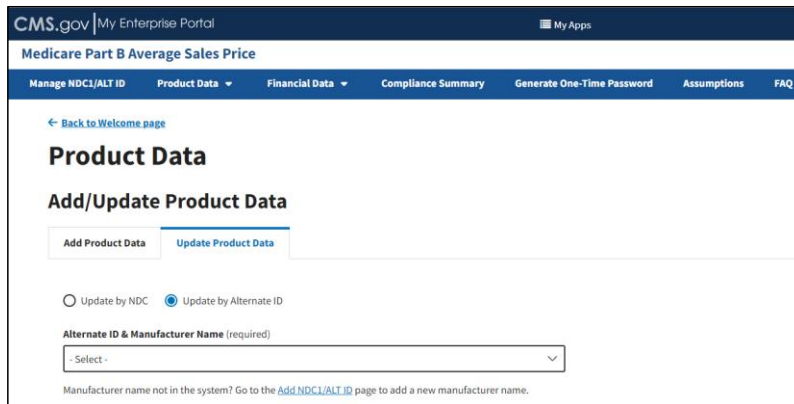 CMS.gov My Enterprise Portal My Apps
Medicare Part B Average Sales Price
Manage NDC1/ALT ID Product Data Financial Data Compliance Summary Generate One-Time Password Assumptions FAQ
← Back to Welcome page
Product Data
Add/Update Product Data
Add Product Data Update Product Data
Update by NDC Update by Alternate ID
Alternate ID & Manufacturer Name (required)
- Select -
Manufacturer name not in the system? Go to the Add NDC1/ALT ID page to add a new manufacturer name.